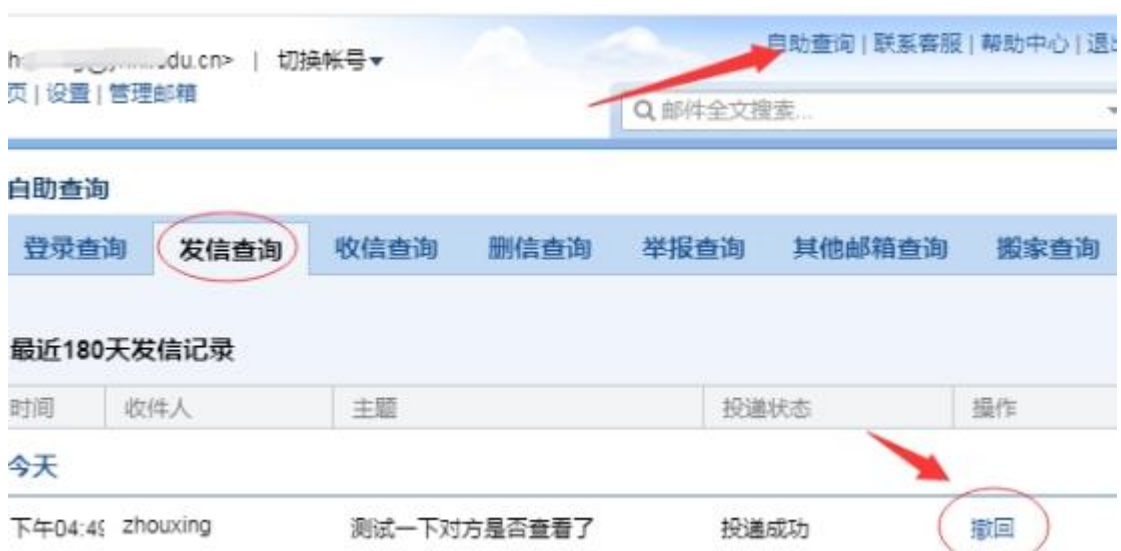 自助查询 | 联系客服 | 帮助中心 | 退
du.cn> | 切换帐号▾
页 | 设置 | 管理邮箱
邮件全文搜索...
自助查询
登录查询 发信查询 收信查询 删信查询 举报查询 其他邮箱查询 搬家查询
最近180天发信记录
时间 收件人 主题 投递状态 操作
今天
下午04:49 zhouxing 测试一下对方是否查看了 投递成功 撤回